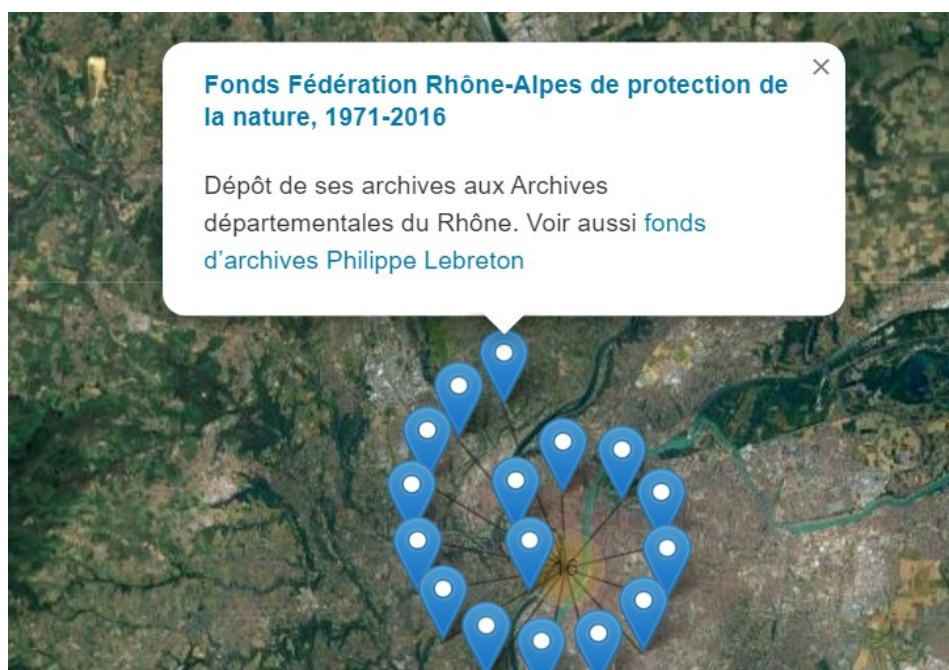 Fonds Fédération Rhône-Alpes de protection de
la nature, 1971-2016
Dépôt de ses archives aux Archives
départementales du Rhône. Voir aussi fonds
d’archives Philippe Lebreton
16